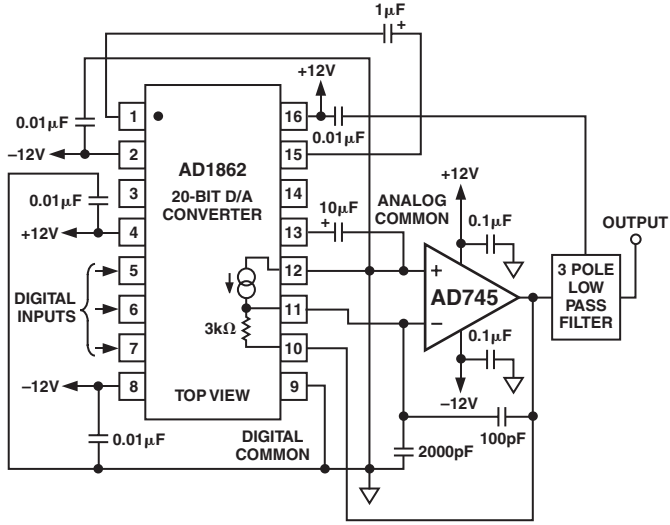 1µF
+
+12V
0.01µF
–12V
0.01µF
+12V
DIGITAL
INPUTS
–12V
0.01µF
1
2
3
4
5
6
7
8
AD1862
20-BIT D/A
CONVERTER
3kΩ
TOP VIEW
16
15
14
13
12
11
10
9
0.01µF
10µF
+
ANALOG
COMMON
+12V
0.1µF
+
AD745
–
0.1µF
–12V
3 POLE
LOW
PASS
FILTER
OUTPUT
DIGITAL
COMMON
2000pF
100pF